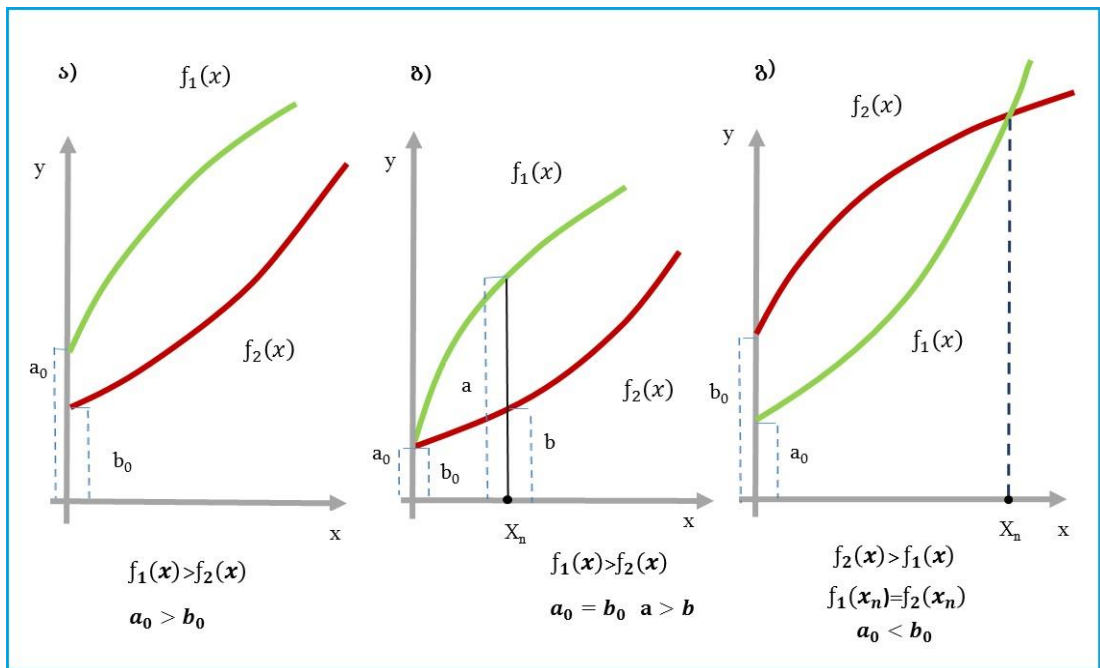 ა)
f₁(x)
y
f₂(x)
a₀
b₀
x
f₁(x)>f₂(x)
a₀ > b₀
ბ)
f₁(x)
a
f₂(x)
b
a₀
b₀
Xₙ
x
f₁(x)>f₂(x)
a₀ = b₀ a > b
გ)
f₂(x)
y
f₁(x)
b₀
a₀
Xₙ
x
f₂(x)>f₁(x)
f₁(xₙ)=f₂(xₙ)
a₀ < b₀